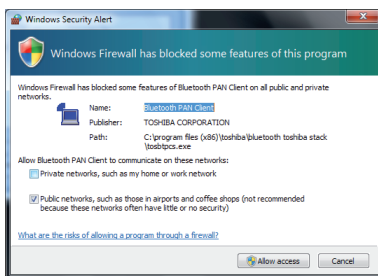 Windows Security Alert
Windows Firewall has blocked some features of this program
Windows Firewall has blocked some features of Bluetooth PAN Client on all public and private
networks.
Name: Bluetooth PAN Client
Publisher: TOSHIBA CORPORATION
Path: C:\program files (x86)\toshiba\bluetooth toshiba stack
\tosbtpcs.exe
Allow Bluetooth PAN Client to communicate on these networks:
Private networks, such as my home or work network
Public networks, such as those in airports and coffee shops (not recommended
because these networks often have little or no security)
What are the risks of allowing a program through a firewall?
Allow access Cancel